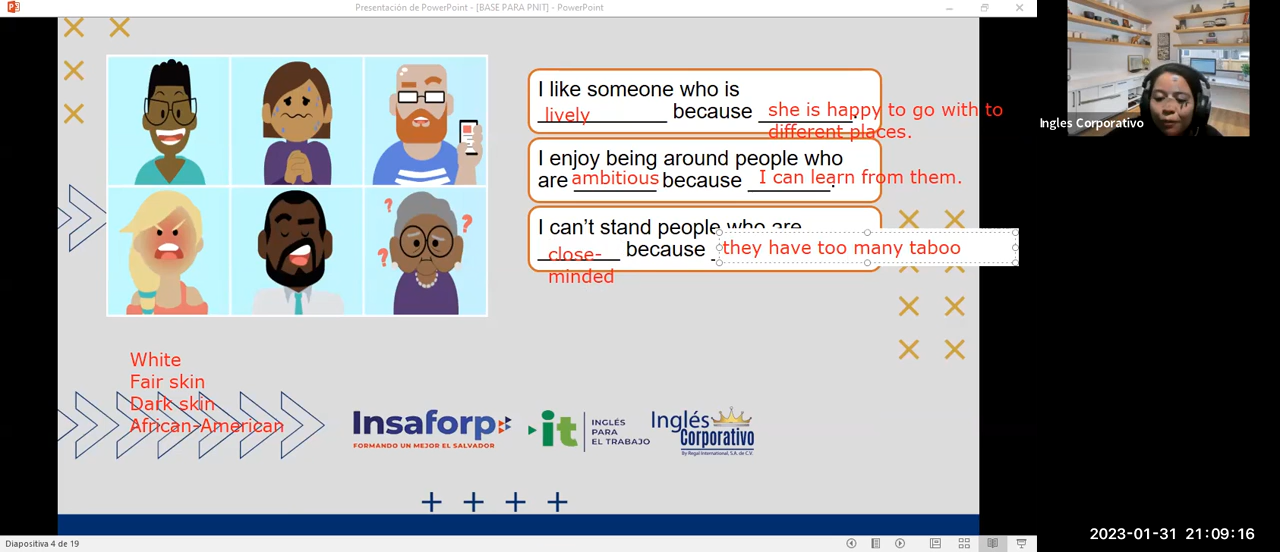 Presentación de PowerPoint - [BASE PARA PNIT] - PowerPoint
I like someone who is
lively because she is happy to go with to
different places.
I enjoy being around people who
are ambitious because I can learn from them.
I can't stand people who are
close- because they have too many taboo
minded
Ingles Corporativo
White
Fair skin
Dark skin
African-American
Insaforp
FORMANDO UN MEJOR EL SALVADOR
it
INGLÉS
PARA
EL TRABAJO
Inglés
Corporativo
By Regal International, S.A. de C.V.
Diapositiva 4 de 19
2023-01-31 21:09:16